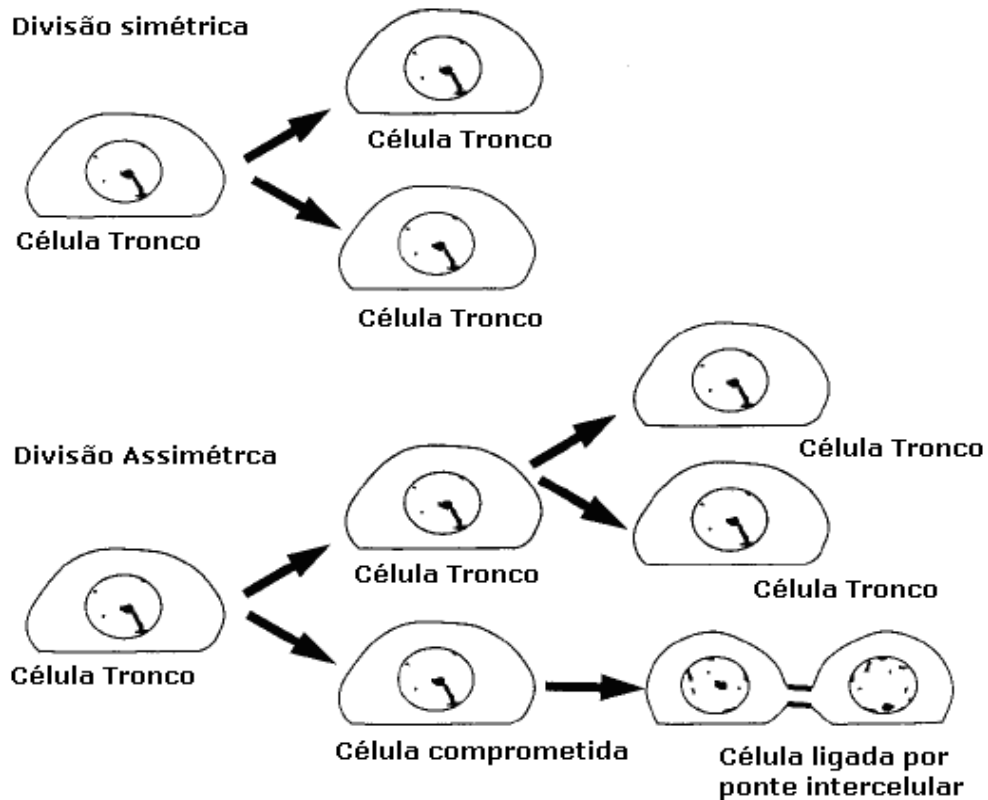 Divisão simétrica
Célula Tronco
Célula Tronco
Célula Tronco
Divisão Assimétrca
Célula Tronco
Célula Tronco
Célula Tronco
Célula Tronco
Célula comprometida
Célula ligada por
ponte intercelular